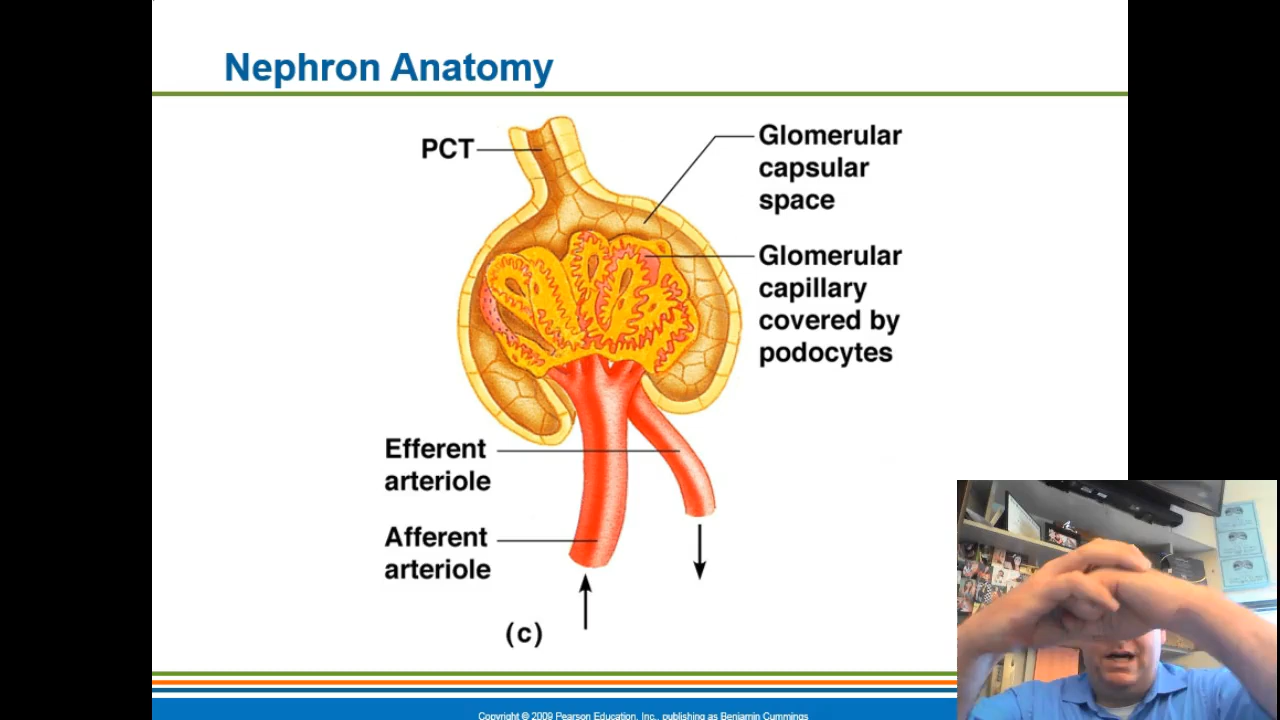 Nephron Anatomy
PCT
Glomerular
capsular
space
Glomerular
capillary
covered by
podocytes
Efferent
arteriole
Afferent
arteriole
(c)
Copyright © 2009 Pearson Education, Inc., publishing as Benjamin Cummings